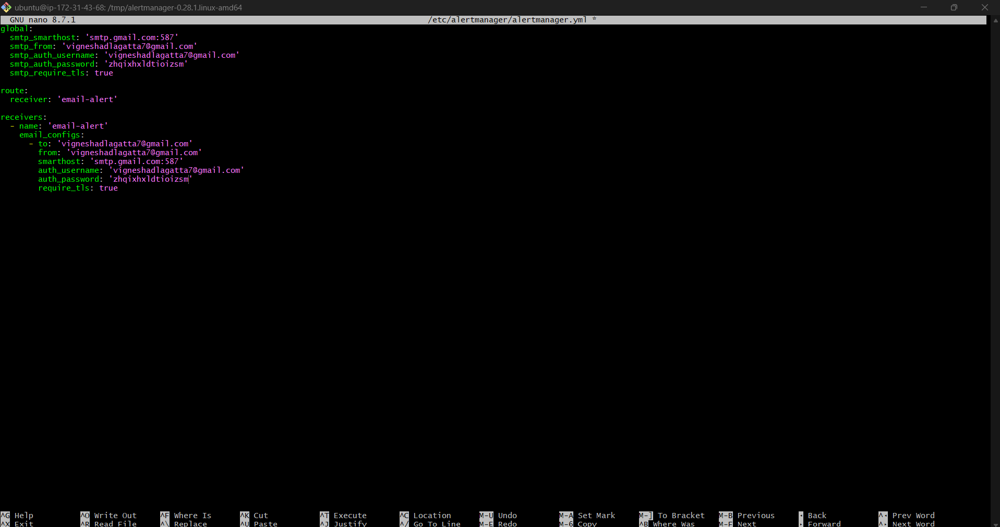 ubuntu@ip-172-31-43-68: /tmp/alertmanager-0.28.1.linux-amd64
GNU nano 8.7.1 /etc/alertmanager/alertmanager.yml *
global:
  smtp_smarthost: 'smtp.gmail.com:587'
  smtp_from: 'vigneshadlagatta7@gmail.com'
  smtp_auth_username: 'vigneshadlagatta7@gmail.com'
  smtp_auth_password: 'zhqixhxldtioizsm'
  smtp_require_tls: true
route:
  receiver: 'email-alert'
receivers:
  - name: 'email-alert'
    email_configs:
      - to: 'vigneshadlagatta7@gmail.com'
        from: 'vigneshadlagatta7@gmail.com'
        smarthost: 'smtp.gmail.com:587'
        auth_username: 'vigneshadlagatta7@gmail.com'
        auth_password: 'zhqixhxldtioizsm'
        require_tls: true
^G Help ^O Write Out ^F Where Is ^K Cut ^T Execute ^C Location M-U Undo M-A Set Mark M-] To Bracket M-B Previous ◂ Back ^◂ Prev Word
^X Exit ^R Read File ^\ Replace ^U Paste ^J Justify ^/ Go To Line M-E Redo M-6 Copy ^B Where Was M-F Next ▸ Forward ^▸ Next Word